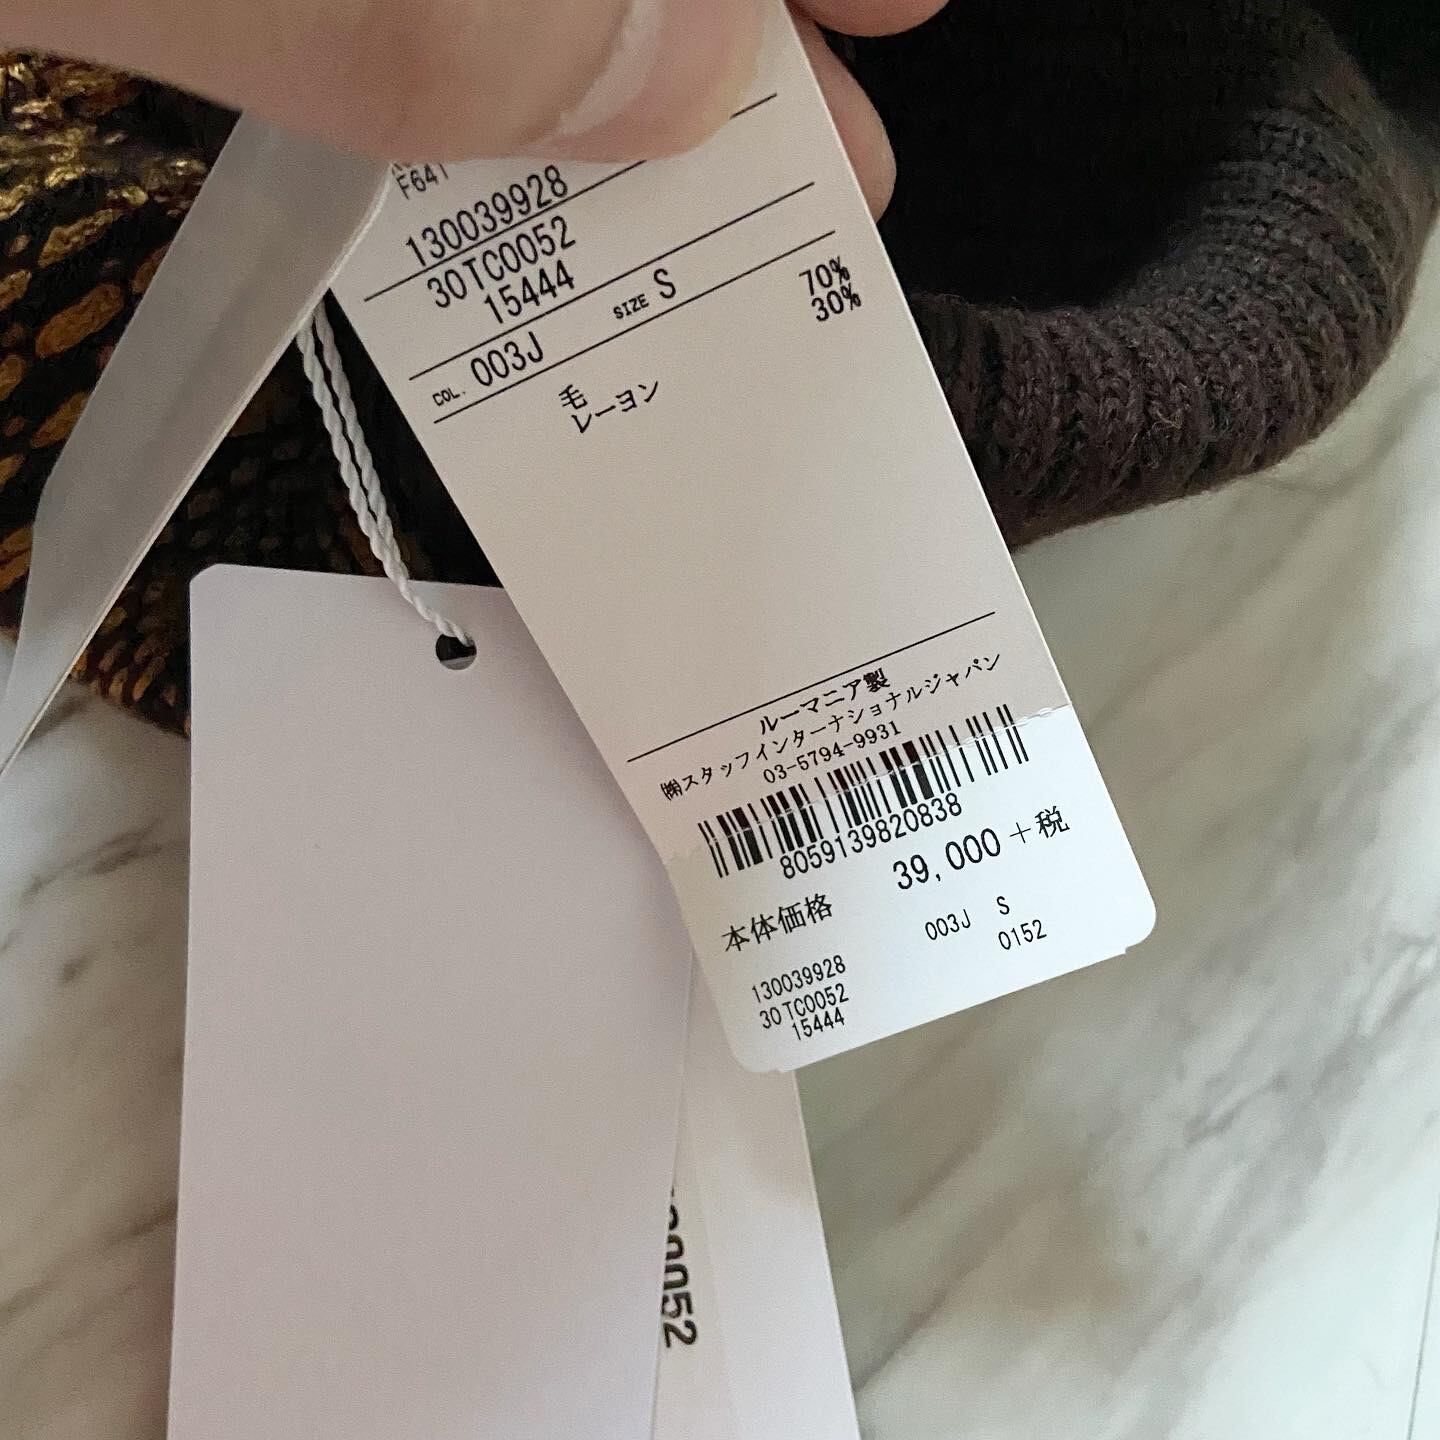 F641
130039928
30TC0052
15444
COL. 003J SIZE S
毛 70%
レーヨン 30%
ルーマニア製
㈱スタッフインターナショナルジャパン
03-5794-9931
8059139820838
本体価格 39,000+税
003J S
0152
130039928
30TC0052
15444
0052